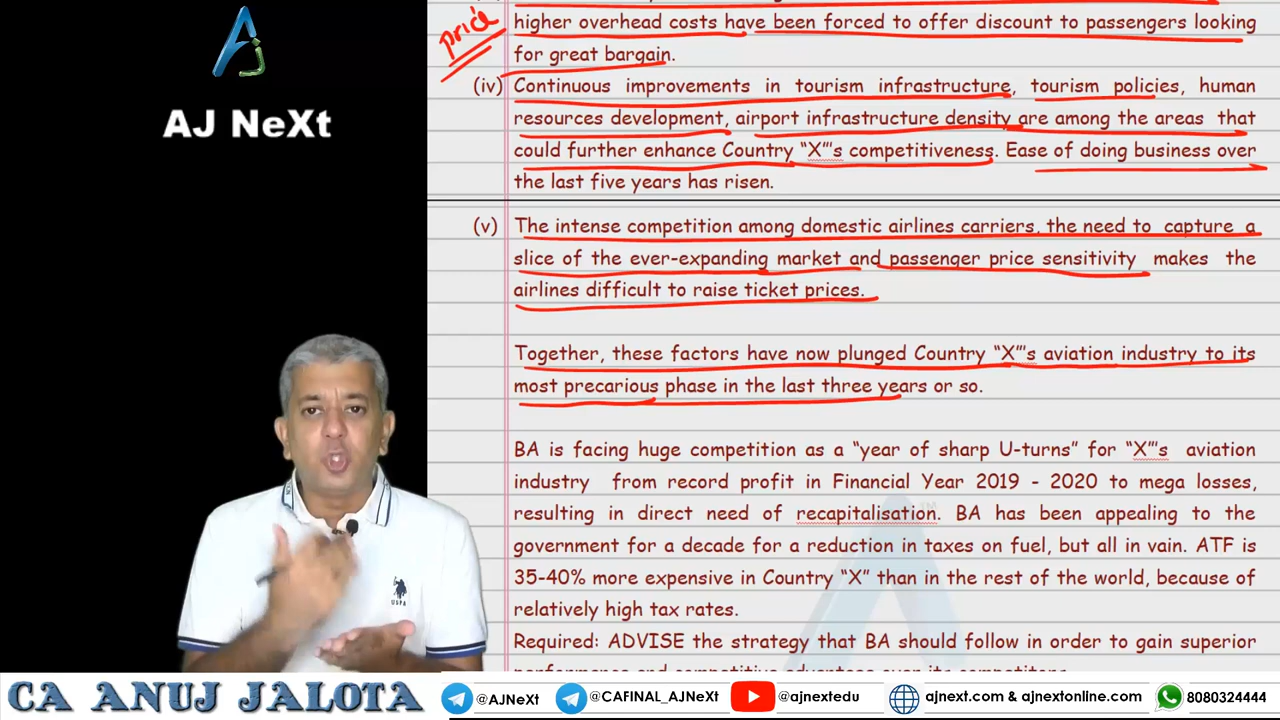 AJ NeXt
price
higher overhead costs have been forced to offer discount to passengers looking
for great bargain.
(iv) Continuous improvements in tourism infrastructure, tourism policies, human
resources development, airport infrastructure density are among the areas that
could further enhance Country “X”'s competitiveness. Ease of doing business over
the last five years has risen.
(v) The intense competition among domestic airlines carriers, the need to capture a
slice of the ever-expanding market and passenger price sensitivity makes the
airlines difficult to raise ticket prices.
Together, these factors have now plunged Country “X”'s aviation industry to its
most precarious phase in the last three years or so.
BA is facing huge competition as a “year of sharp U-turns” for “X”'s aviation
industry from record profit in Financial Year 2019 - 2020 to mega losses,
resulting in direct need of recapitalisation. BA has been appealing to the
government for a decade for a reduction in taxes on fuel, but all in vain. ATF is
35-40% more expensive in Country “X” than in the rest of the world, because of
relatively high tax rates.
Required: ADVISE the strategy that BA should follow in order to gain superior
performance and competitive advantage over its competitors.
USPA
CA ANUJ JALOTA @AJNeXt @CAFINAL_AJNeXt @ajnextedu ajnext.com & ajnextonline.com 8080324444